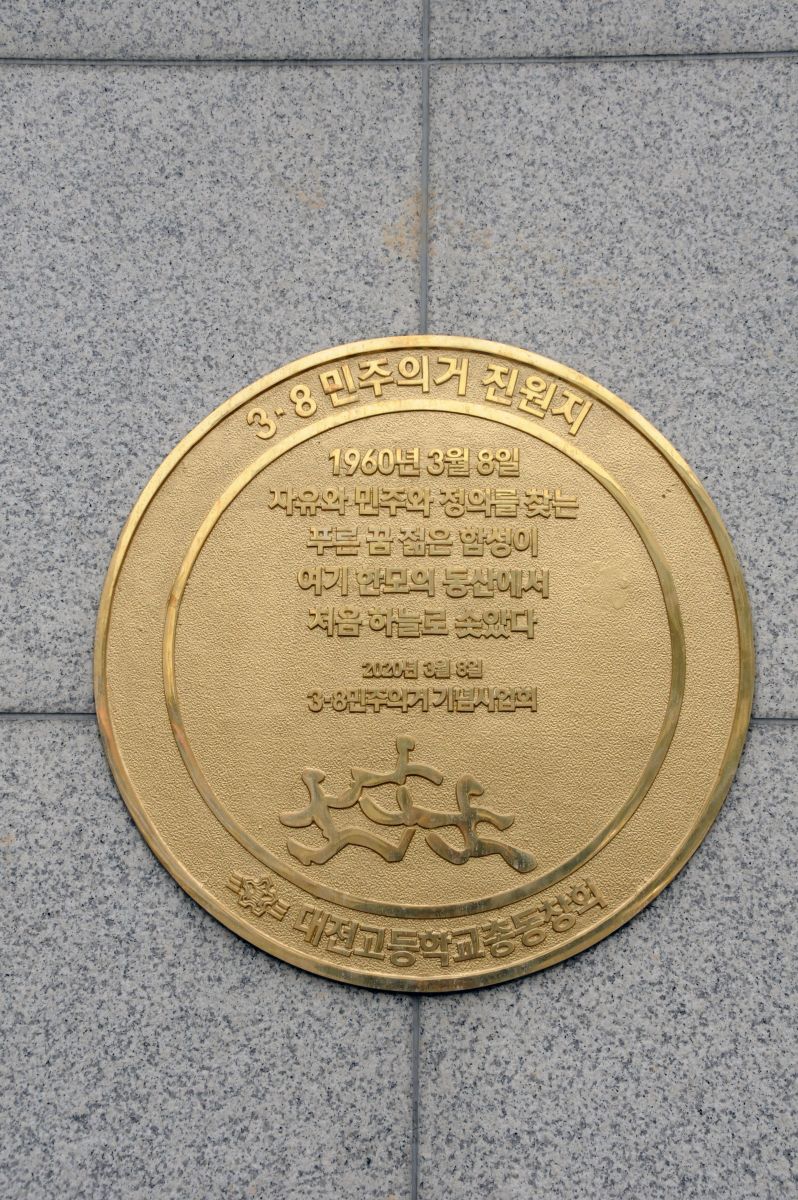 3-8 민주의거 진원지
1960년 3월 8일
자유와 민주와 정의를 찾는
푸른 꿈 젊은 함성이
여기 한모의 동산에서
처음 하늘로 솟았다
2020년 3월 8일
3-8민주의거 기념사업회
대전고등학교총동창회